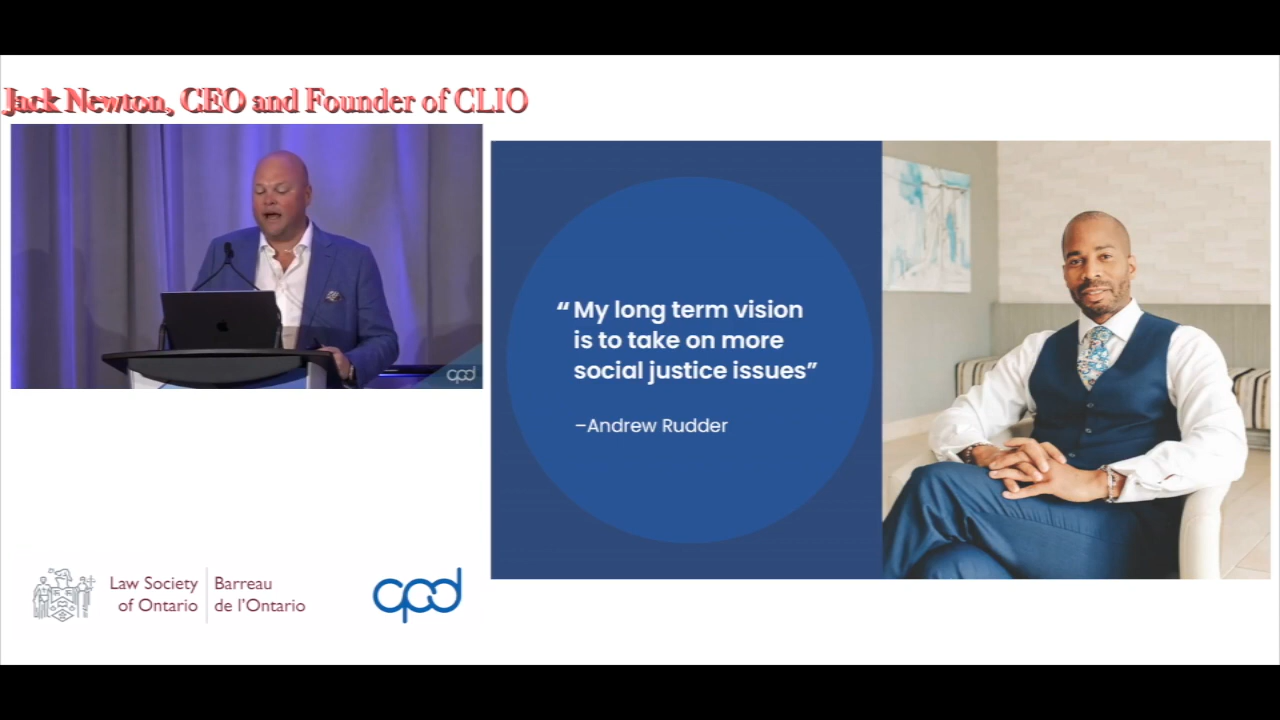 Jack Newton, CEO and Founder of CLIO
cpd
“My long term vision
is to take on more
social justice issues”
–Andrew Rudder
Law Society
of Ontario
Barreau
de l’Ontario
cpd